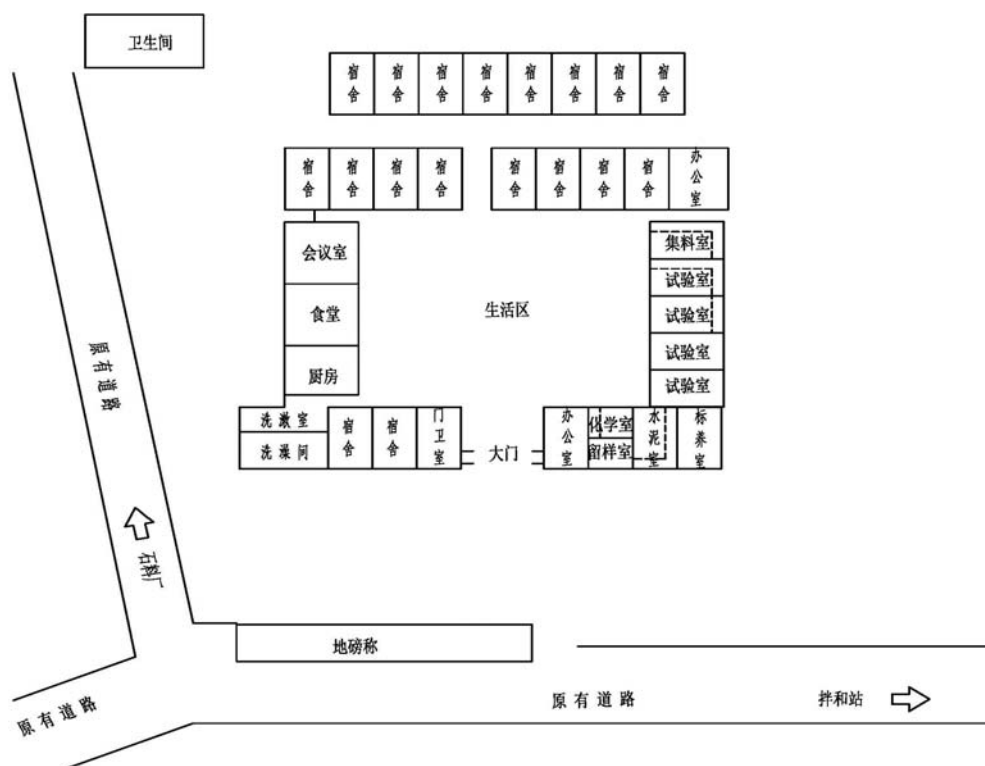 卫生间
宿舍 宿舍 宿舍 宿舍 宿舍 宿舍 宿舍 宿舍
宿舍 宿舍 宿舍 宿舍 宿舍 宿舍 宿舍 宿舍 办公室
会议室
集料室
试验室
食堂
生活区
试验室
试验室
厨房
试验室
原有道路
洗漱室
洗澡间
宿舍 宿舍 门卫室
大门
办公室
化学室
留样室
水泥室
标养室
石料厂
地磅称
原有道路
原有道路
拌和站